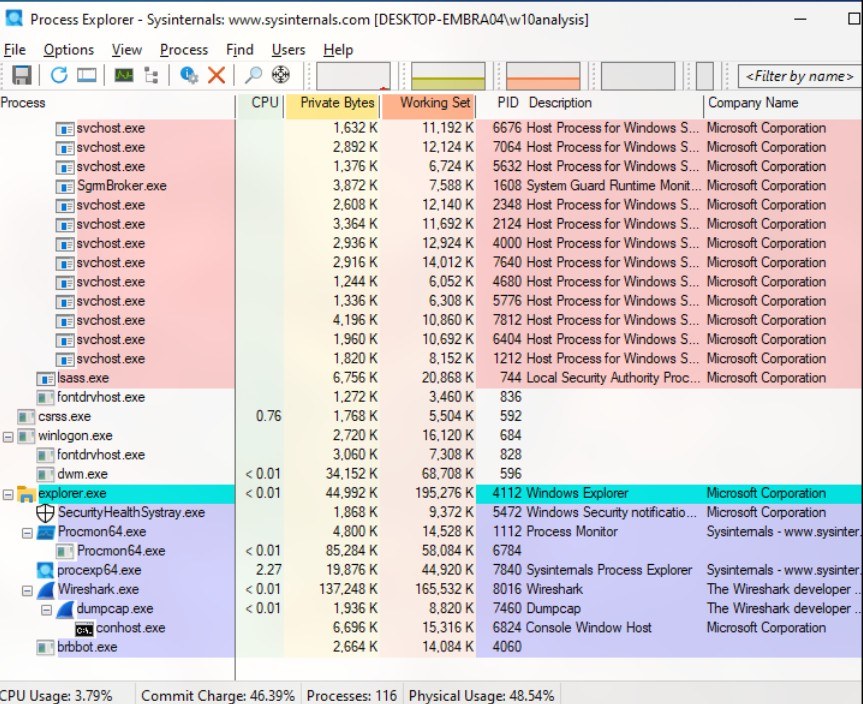 Process Explorer - Sysinternals: www.sysinternals.com [DESKTOP-EMBRA04\w10analysis]
File Options View Process Find Users Help
<Filter by name>
Process CPU Private Bytes Working Set PID Description Company Name
svchost.exe 1,632 K 11,192 K 6676 Host Process for Windows S... Microsoft Corporation
svchost.exe 2,892 K 12,124 K 7064 Host Process for Windows S... Microsoft Corporation
svchost.exe 1,376 K 6,724 K 5632 Host Process for Windows S... Microsoft Corporation
SgrmBroker.exe 3,872 K 7,588 K 1608 System Guard Runtime Monit... Microsoft Corporation
svchost.exe 2,608 K 12,140 K 2348 Host Process for Windows S... Microsoft Corporation
svchost.exe 3,364 K 11,692 K 2124 Host Process for Windows S... Microsoft Corporation
svchost.exe 2,936 K 12,924 K 4000 Host Process for Windows S... Microsoft Corporation
svchost.exe 2,916 K 14,012 K 7640 Host Process for Windows S... Microsoft Corporation
svchost.exe 1,244 K 6,052 K 4680 Host Process for Windows S... Microsoft Corporation
svchost.exe 1,336 K 6,308 K 5776 Host Process for Windows S... Microsoft Corporation
svchost.exe 4,196 K 10,860 K 7812 Host Process for Windows S... Microsoft Corporation
svchost.exe 1,960 K 10,692 K 6404 Host Process for Windows S... Microsoft Corporation
svchost.exe 1,820 K 8,152 K 1212 Host Process for Windows S... Microsoft Corporation
lsass.exe 6,756 K 20,868 K 744 Local Security Authority Proc... Microsoft Corporation
fontdrvhost.exe 1,272 K 3,460 K 836
csrss.exe 0.76 1,768 K 5,504 K 592
winlogon.exe 2,720 K 16,120 K 684
fontdrvhost.exe 3,060 K 7,308 K 828
dwm.exe < 0.01 34,152 K 68,708 K 596
explorer.exe < 0.01 44,992 K 195,276 K 4112 Windows Explorer Microsoft Corporation
SecurityHealthSystray.exe 1,868 K 9,372 K 5472 Windows Security notificatio... Microsoft Corporation
Procmon64.exe 4,800 K 14,528 K 1112 Process Monitor Sysinternals - www.sysinter...
Procmon64.exe < 0.01 85,284 K 58,084 K 6784
procexp64.exe 2.27 19,876 K 44,920 K 7840 Sysinternals Process Explorer Sysinternals - www.sysinter...
Wireshark.exe < 0.01 137,248 K 165,532 K 8016 Wireshark The Wireshark developer ...
dumpcap.exe < 0.01 1,936 K 8,820 K 7460 Dumpcap The Wireshark developer ...
conhost.exe 6,696 K 15,316 K 6824 Console Window Host Microsoft Corporation
brbbot.exe 2,664 K 14,084 K 4060
CPU Usage: 3.79% Commit Charge: 46.39% Processes: 116 Physical Usage: 48.54%